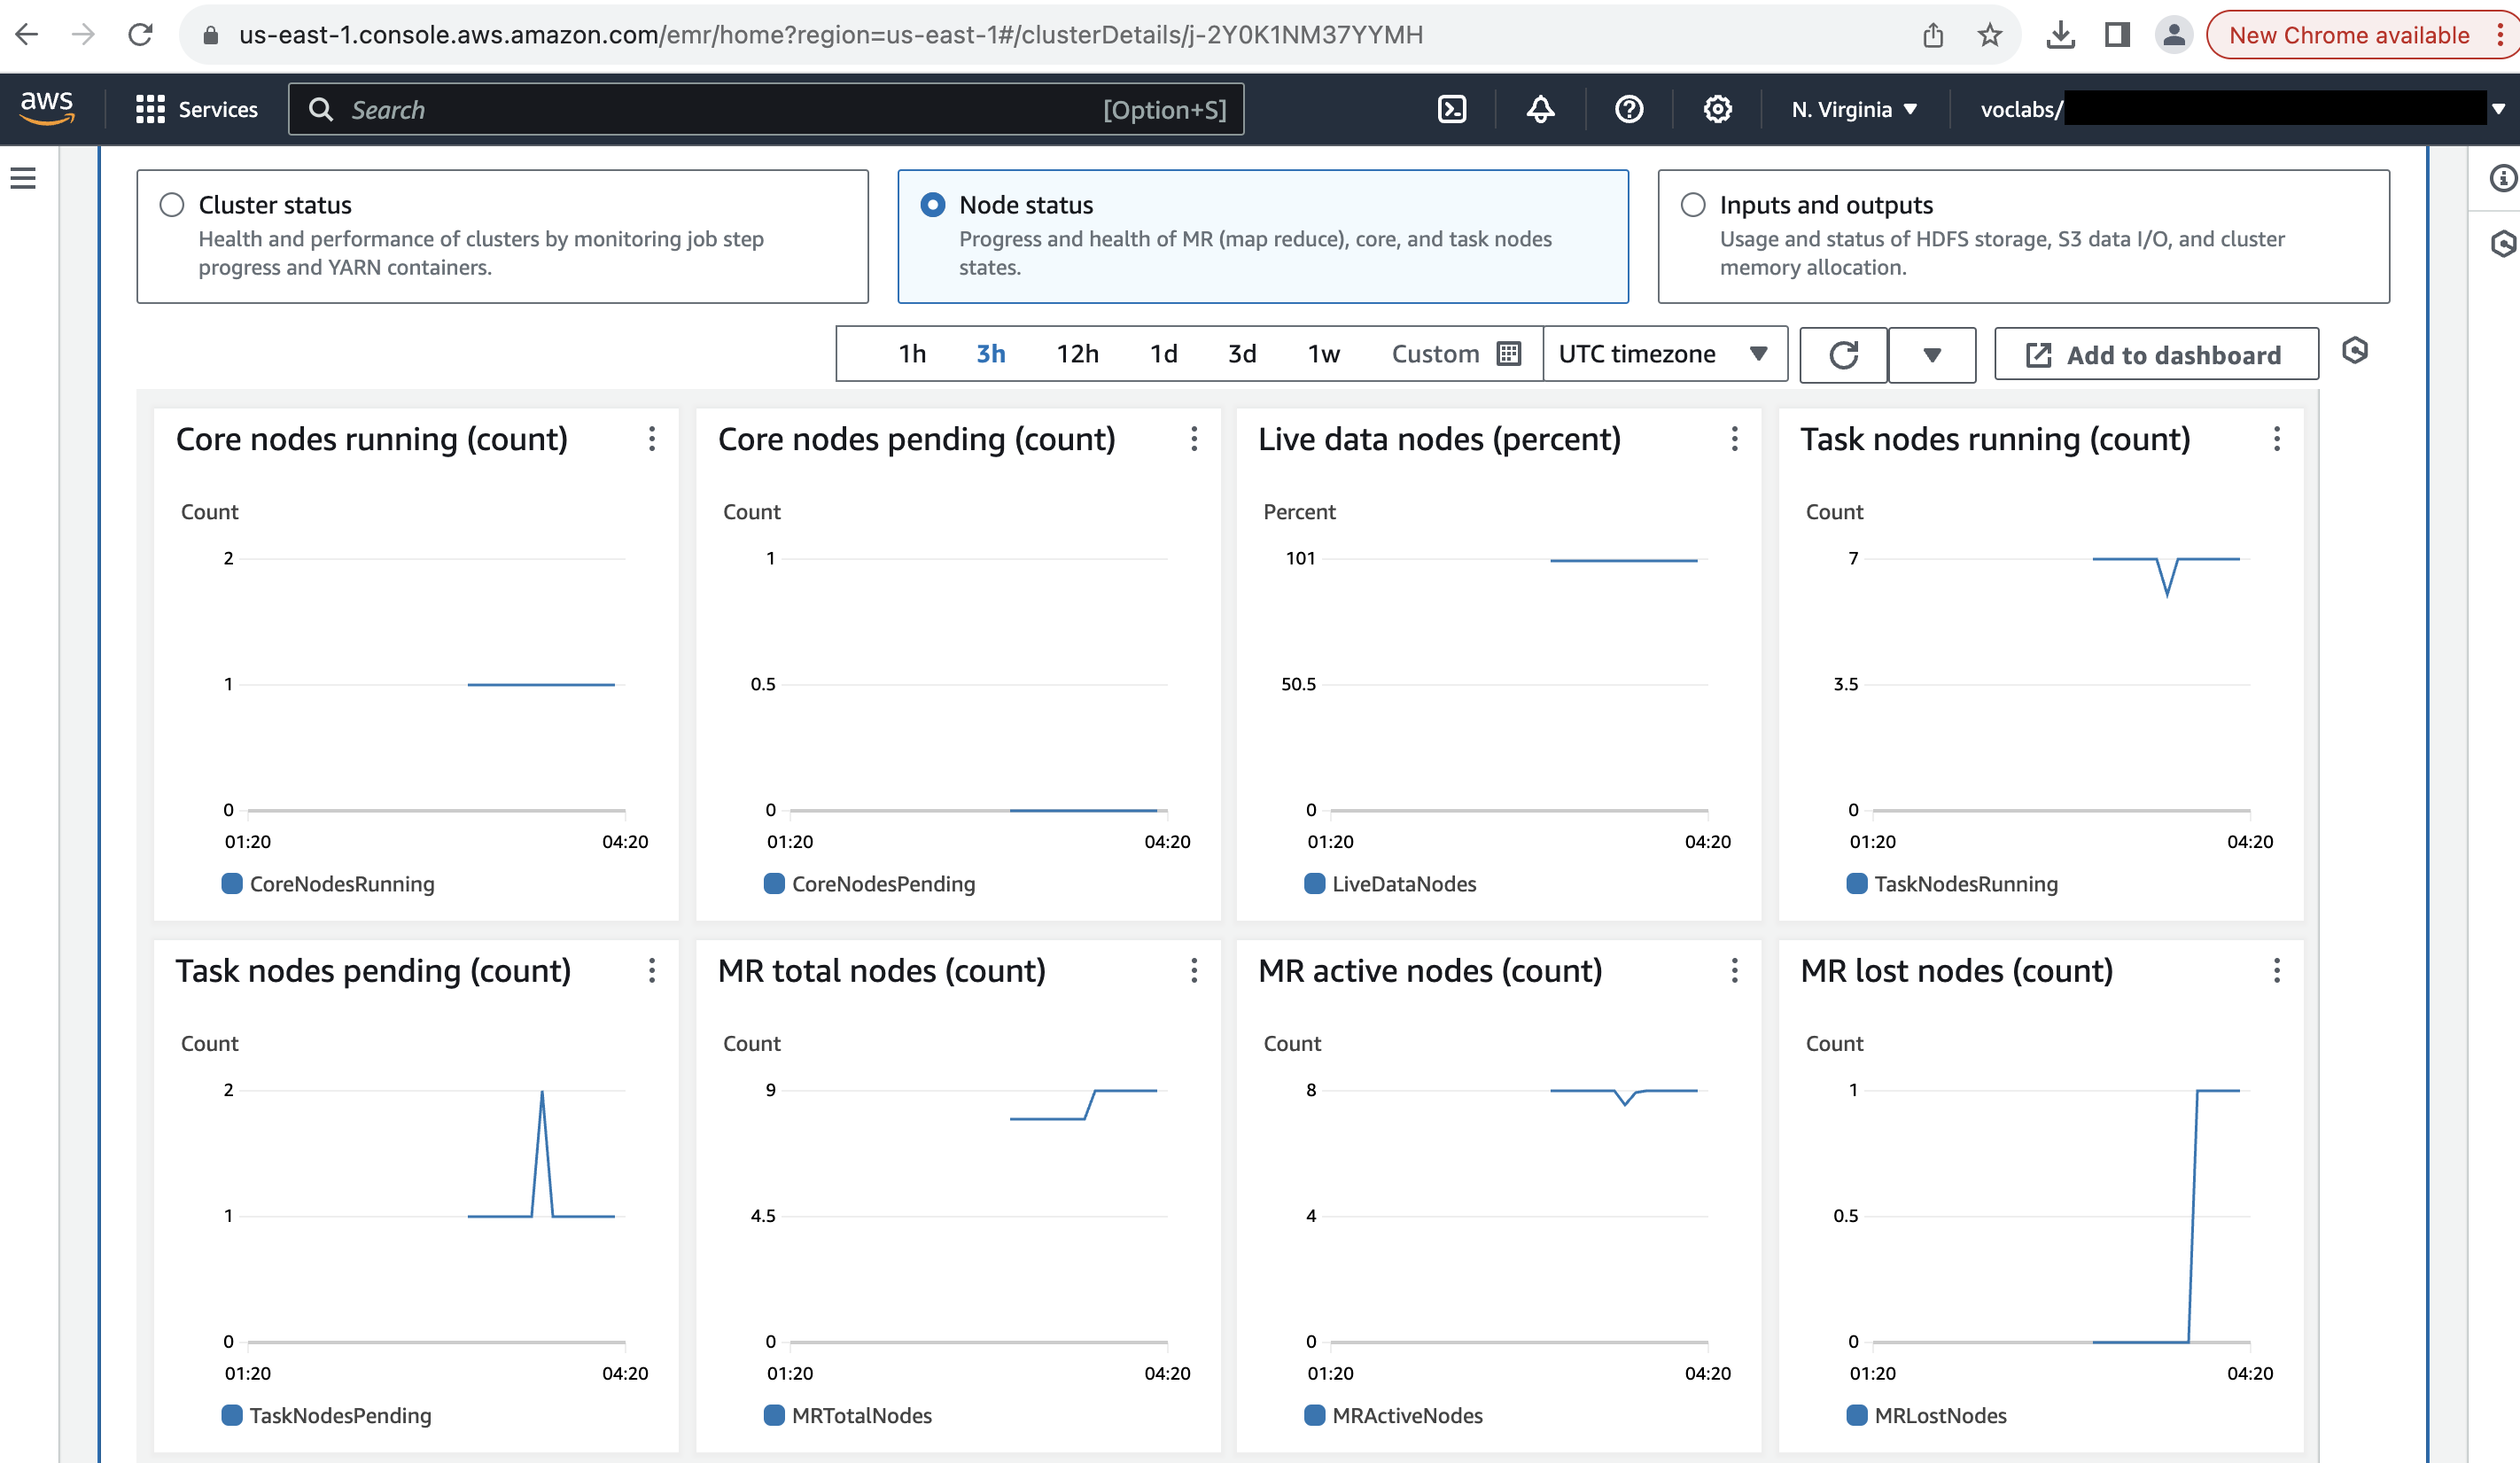 us-east-1.console.aws.amazon.com/emr/home?region=us-east-1#/clusterDetails/j-2Y0K1NM37YYMH
New Chrome available
aws
Services
Search
[Option+S]
N. Virginia
voclabs/
Cluster status
Health and performance of clusters by monitoring job step
progress and YARN containers.
Node status
Progress and health of MR (map reduce), core, and task nodes
states.
Inputs and outputs
Usage and status of HDFS storage, S3 data I/O, and cluster
memory allocation.
1h 3h 12h 1d 3d 1w Custom
UTC timezone
Add to dashboard
Core nodes running (count)
Count
2
1
0
01:20 04:20
CoreNodesRunning
Core nodes pending (count)
Count
1
0.5
0
01:20 04:20
CoreNodesPending
Live data nodes (percent)
Percent
101
50.5
0
01:20 04:20
LiveDataNodes
Task nodes running (count)
Count
7
3.5
0
01:20 04:20
TaskNodesRunning
Task nodes pending (count)
Count
2
1
0
01:20 04:20
TaskNodesPending
MR total nodes (count)
Count
9
4.5
0
01:20 04:20
MRTotalNodes
MR active nodes (count)
Count
8
4
0
01:20 04:20
MRActiveNodes
MR lost nodes (count)
Count
1
0.5
0
01:20 04:20
MRLostNodes